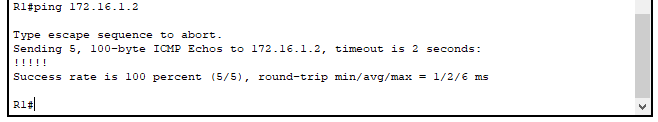 R1#ping 172.16.1.2
Type escape sequence to abort.
Sending 5, 100-byte ICMP Echos to 172.16.1.2, timeout is 2 seconds:
!!!!!
Success rate is 100 percent (5/5), round-trip min/avg/max = 1/2/6 ms
R1#